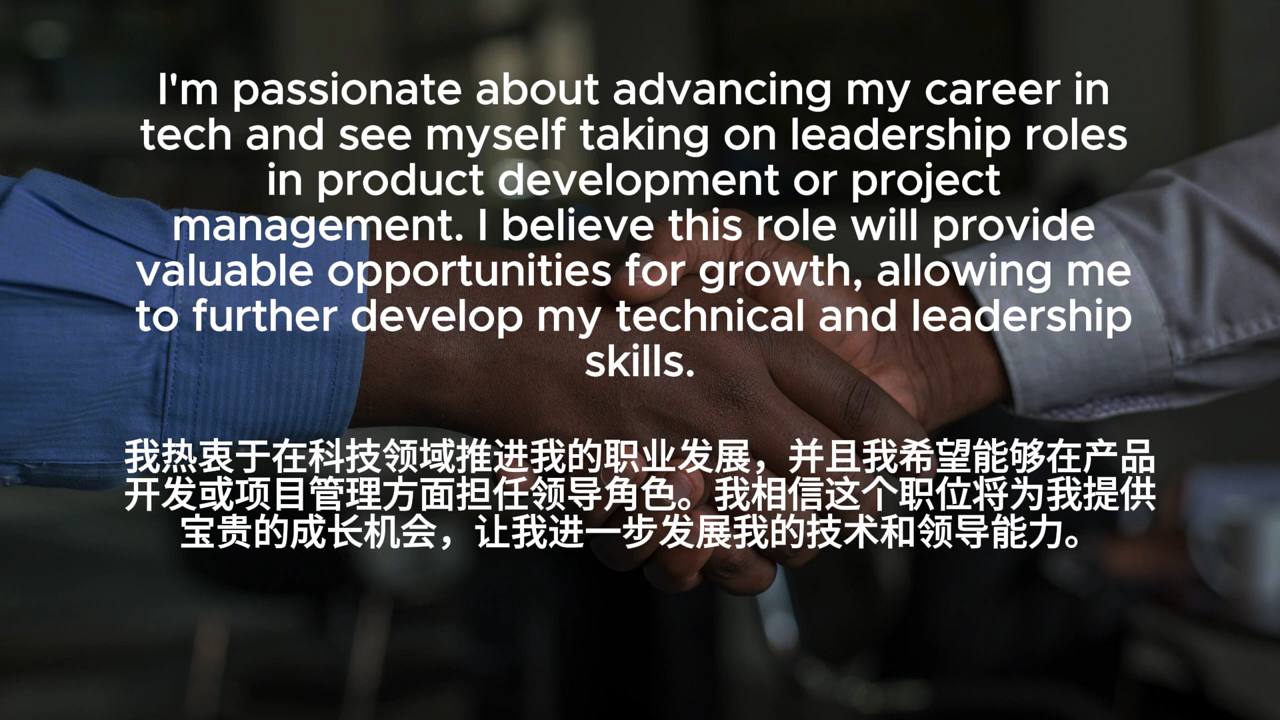 I'm passionate about advancing my career in
tech and see myself taking on leadership roles
in product development or project
management. I believe this role will provide
valuable opportunities for growth, allowing me
to further develop my technical and leadership
skills.
我热衷于在科技领域推进我的职业发展，并且我希望能够在产品
开发或项目管理方面担任领导角色。我相信这个职位将为我提供
宝贵的成长机会，让我进一步发展我的技术和领导能力。